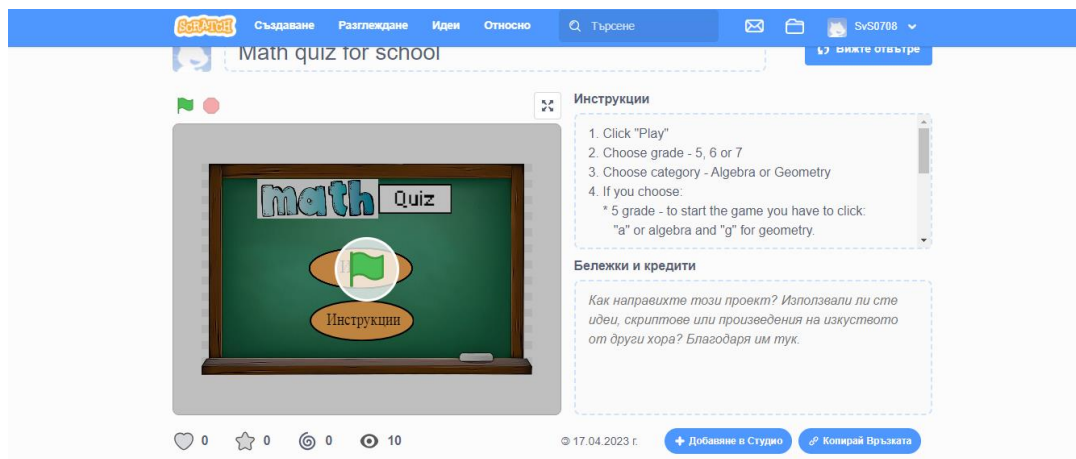 SCRATCH Създаване Разглеждане Идеи Относно Търсене SvS0708
Math quiz for school
Вижте отвътре
Инструкции
1. Click "Play"
2. Choose grade - 5, 6 or 7
3. Choose category - Algebra or Geometry
4. If you choose:
* 5 grade - to start the game you have to click:
"a" or algebra and "g" for geometry.
math Quiz
Инструкции
Бележки и кредити
Как направихте този проект? Използвали ли сте
идеи, скриптове или произведения на изкуството
от други хора? Благодаря им тук.
0 0 0 10
© 17.04.2023 г.
Добавяне в Студио
Копирай Връзката